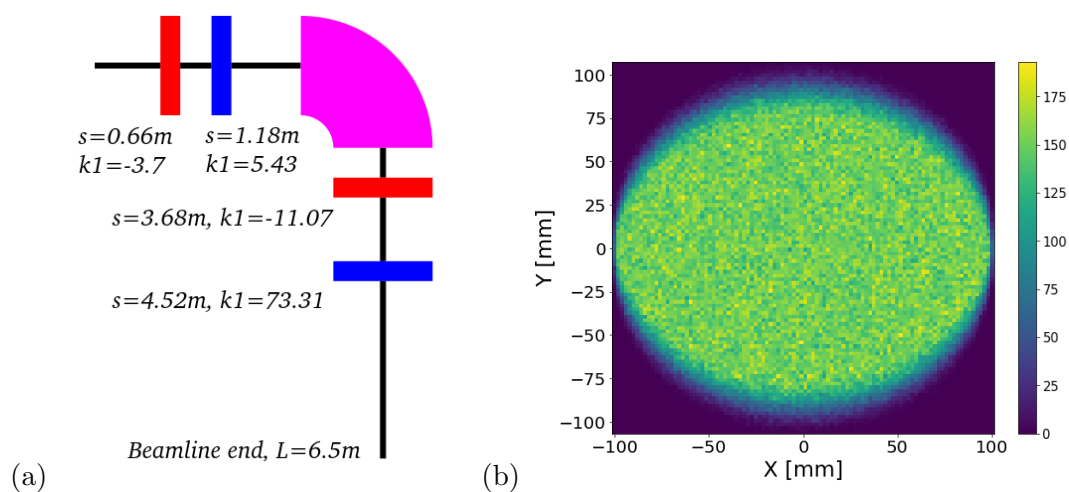 s=0.66m
k1=-3.7
s=1.18m
k1=5.43
s=3.68m, k1=-11.07
s=4.52m, k1=73.31
Beamline end, L=6.5m
(a)
100
75
50
25
0
−25
−50
−75
−100
Y [mm]
−100
−50
0
50
100
X [mm]
175
150
125
100
75
50
25
0
(b)